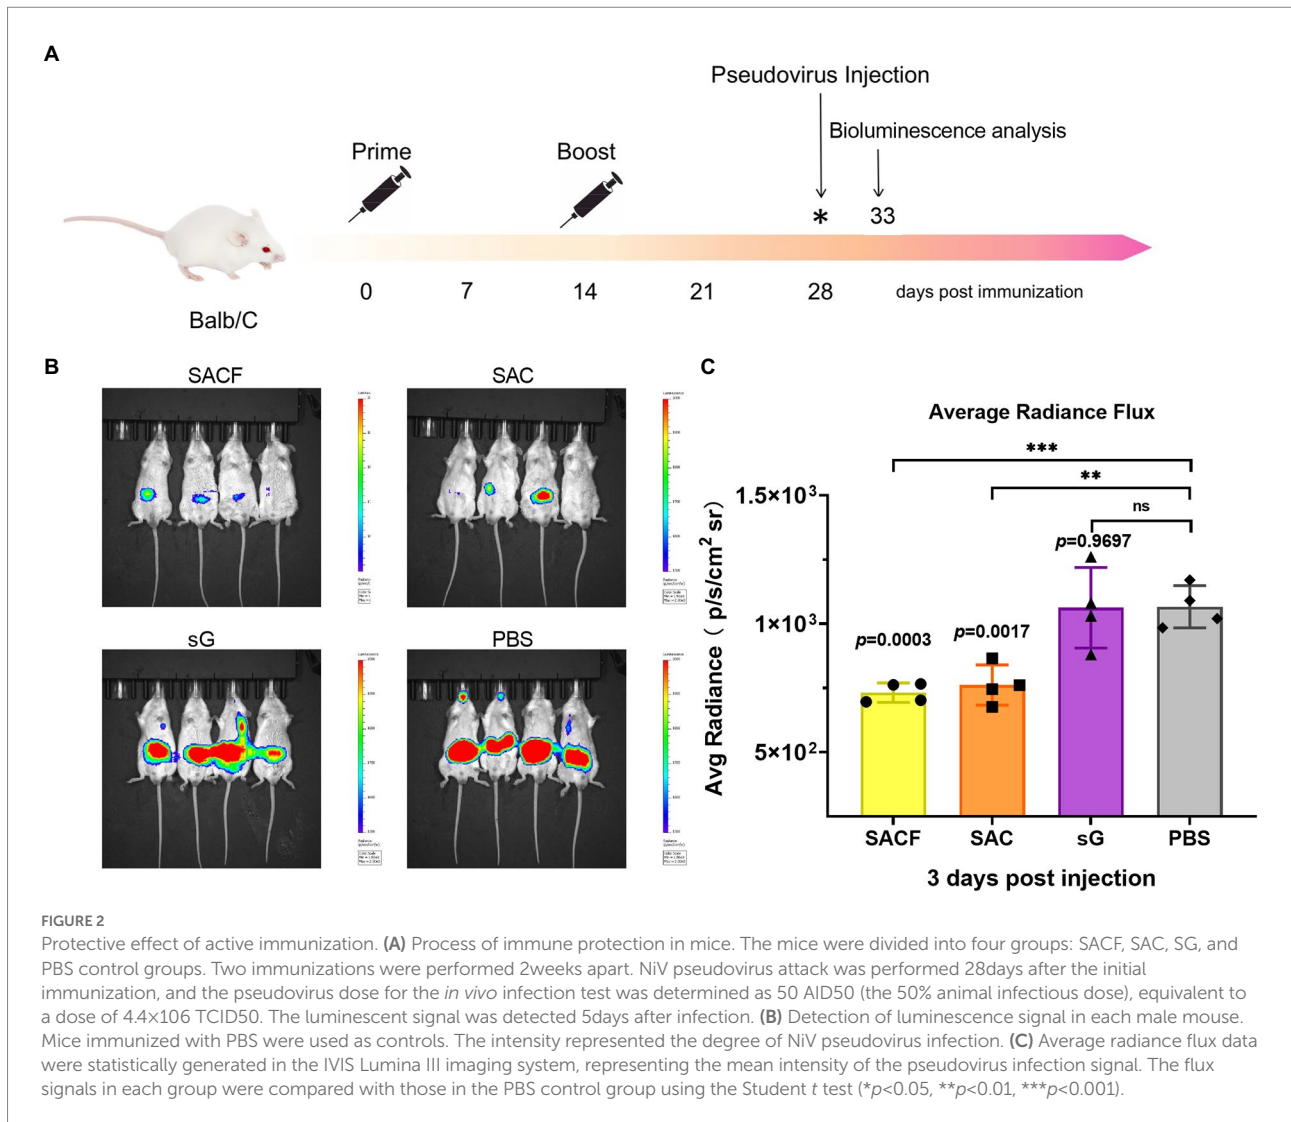 A
Pseudovirus Injection
Bioluminescence analysis
Prime
Boost
*
33
0
7
14
21
28
days post immunization
Balb/C
B
SACF
SAC
sG
PBS
C
Average Radiance Flux
***
**
ns
1.5×10³
1×10³
5×10²
Avg Radiance ( p/s/cm² sr)
p=0.0003
p=0.0017
p=0.9697
SACF
SAC
sG
PBS
3 days post injection
FIGURE 2
Protective effect of active immunization. (A) Process of immune protection in mice. The mice were divided into four groups: SACF, SAC, SG, and
PBS control groups. Two immunizations were performed 2weeks apart. NiV pseudovirus attack was performed 28days after the initial
immunization, and the pseudovirus dose for the in vivo infection test was determined as 50 AID50 (the 50% animal infectious dose), equivalent to
a dose of 4.4×106 TCID50. The luminescent signal was detected 5days after infection. (B) Detection of luminescence signal in each male mouse.
Mice immunized with PBS were used as controls. The intensity represented the degree of NiV pseudovirus infection. (C) Average radiance flux data
were statistically generated in the IVIS Lumina III imaging system, representing the mean intensity of the pseudovirus infection signal. The flux
signals in each group were compared with those in the PBS control group using the Student t test (*p<0.05, **p<0.01, ***p<0.001).